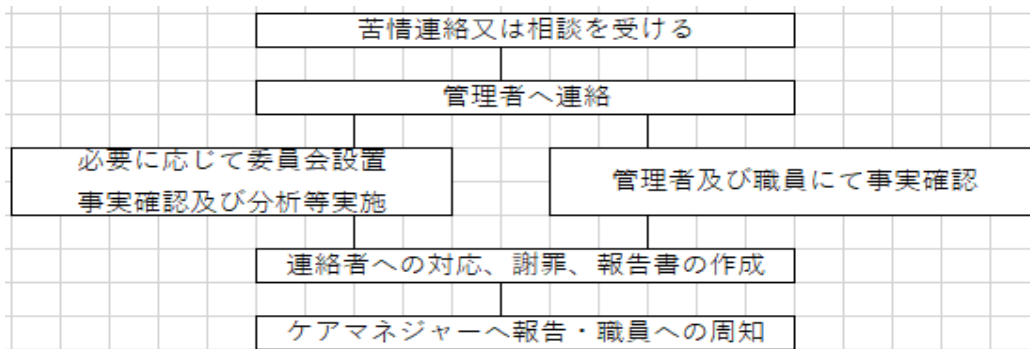 苦情連絡又は相談を受ける
管理者へ連絡
必要に応じて委員会設置
事実確認及び分析等実施
管理者及び職員にて事実確認
連絡者への対応、謝罪、報告書の作成
ケアマネジャーへ報告・職員への周知